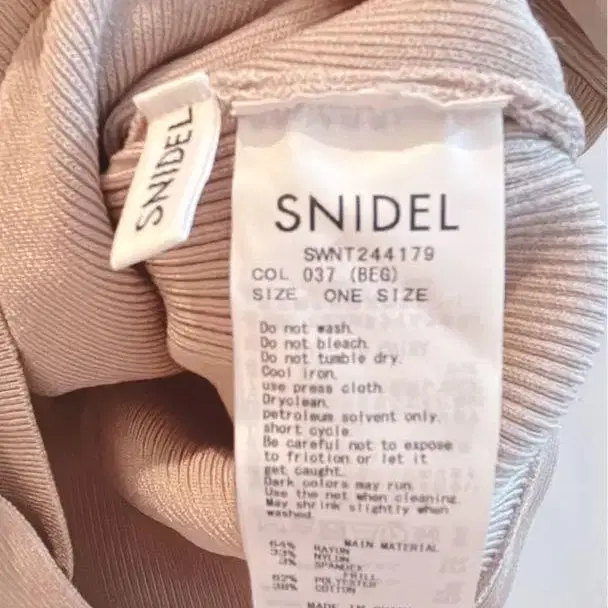 SNIDEL
SNIDEL
SWNT244179
COL 037 (BEG)
SIZE ONE SIZE
Do not wash.
Do not bleach.
Do not tumble dry.
Cool iron.
use press cloth.
Dryclean.
petroleum solvent only.
short cycle.
Be careful not to expose
to friction or let it
get caught.
Dark colors may run.
Use the net when cleaning.
May shrink slightly when
washed.
MAIN MATERIAL
64% RAYON
33% NYLON
3% SPANDEX
FRILL
62% POLYESTER
38% COTTON
MADE IN